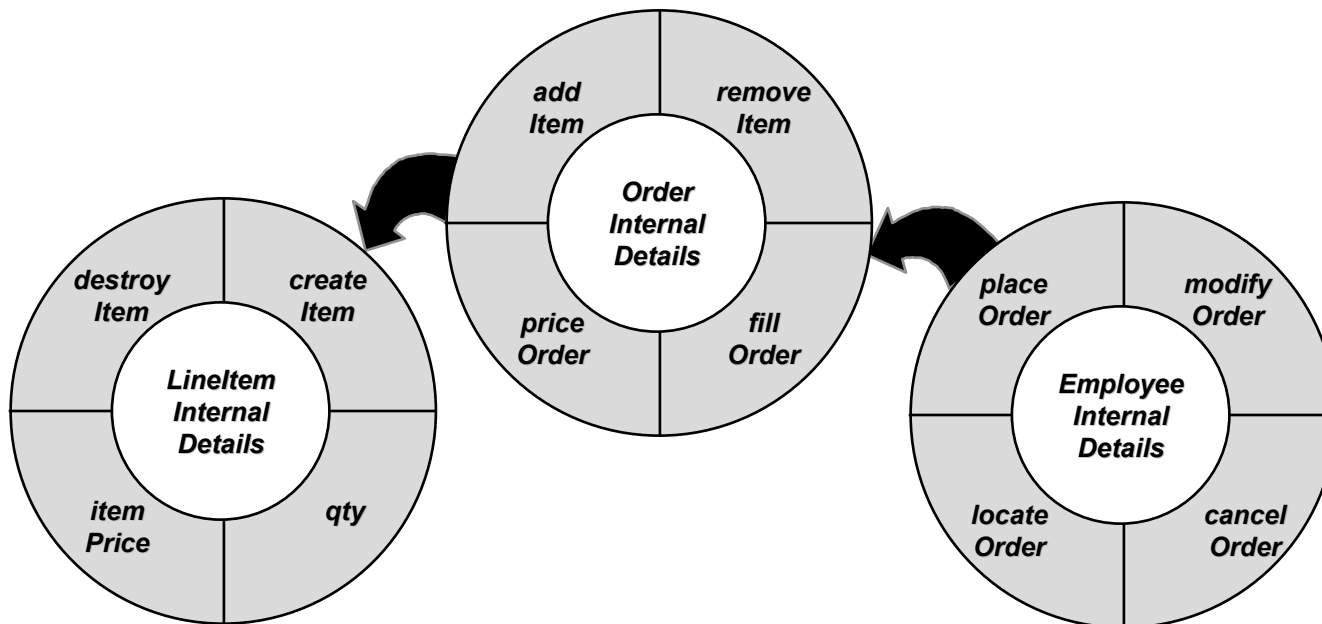 add
Item
remove
Item
Order
Internal
Details
price
Order
fill
Order
destroy
Item
create
Item
LineItem
Internal
Details
item
Price
qty
place
Order
modify
Order
Employee
Internal
Details
locate
Order
cancel
Order